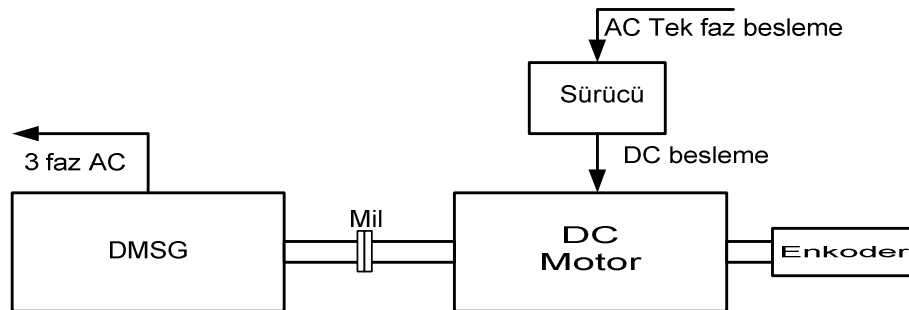 AC Tek faz besleme
Sürücü
3 faz AC
DC besleme
Mil
DMSG
DC
Motor
Enkoder